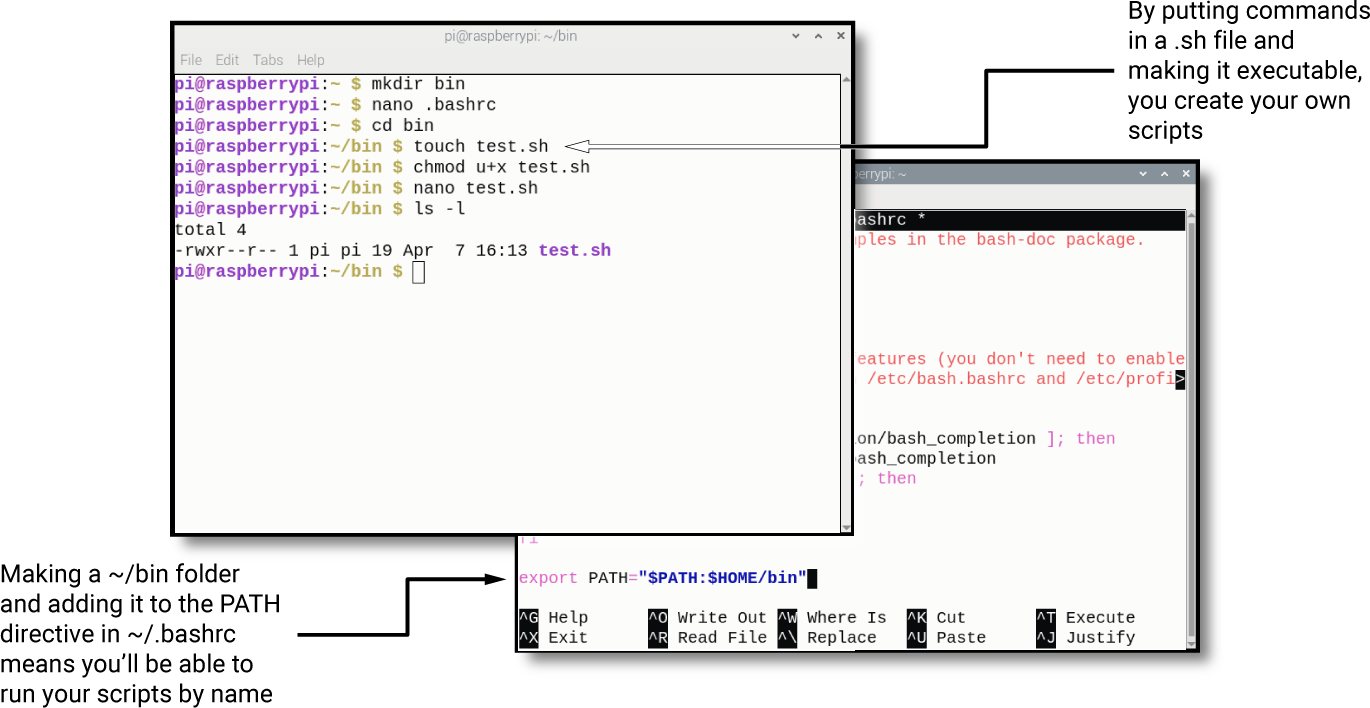 By putting commands
in a .sh file and
making it executable,
you create your own
scripts
pi@raspberrypi: ~/bin
File Edit Tabs Help
pi@raspberrypi:~ $ mkdir bin
pi@raspberrypi:~ $ nano .bashrc
pi@raspberrypi:~ $ cd bin
pi@raspberrypi:~/bin $ touch test.sh
pi@raspberrypi:~/bin $ chmod u+x test.sh
pi@raspberrypi:~/bin $ nano test.sh
pi@raspberrypi:~/bin $ ls -l
total 4
-rwxr--r-- 1 pi pi 19 Apr  7 16:13 test.sh
pi@raspberrypi:~/bin $
berrypi: ~
bashrc *
mples in the bash-doc package.
eatures (you don't need to enable
/etc/bash.bashrc and /etc/profi>
on/bash_completion ]; then
bash_completion
; then
fi
export PATH="$PATH:$HOME/bin"
^G Help ^O Write Out ^W Where Is ^K Cut ^T Execute
^X Exit ^R Read File ^\ Replace ^U Paste ^J Justify
Making a ~/bin folder
and adding it to the PATH
directive in ~/.bashrc
means you’ll be able to
run your scripts by name